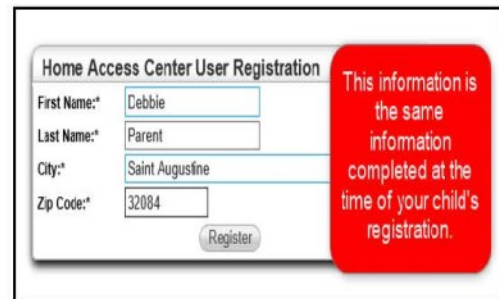 Home Access Center User Registration
First Name:* Debbie
Last Name:* Parent
City:* Saint Augustine
Zip Code:* 32084
Register
This information is
the same
information
completed at the
time of your child's
registration.